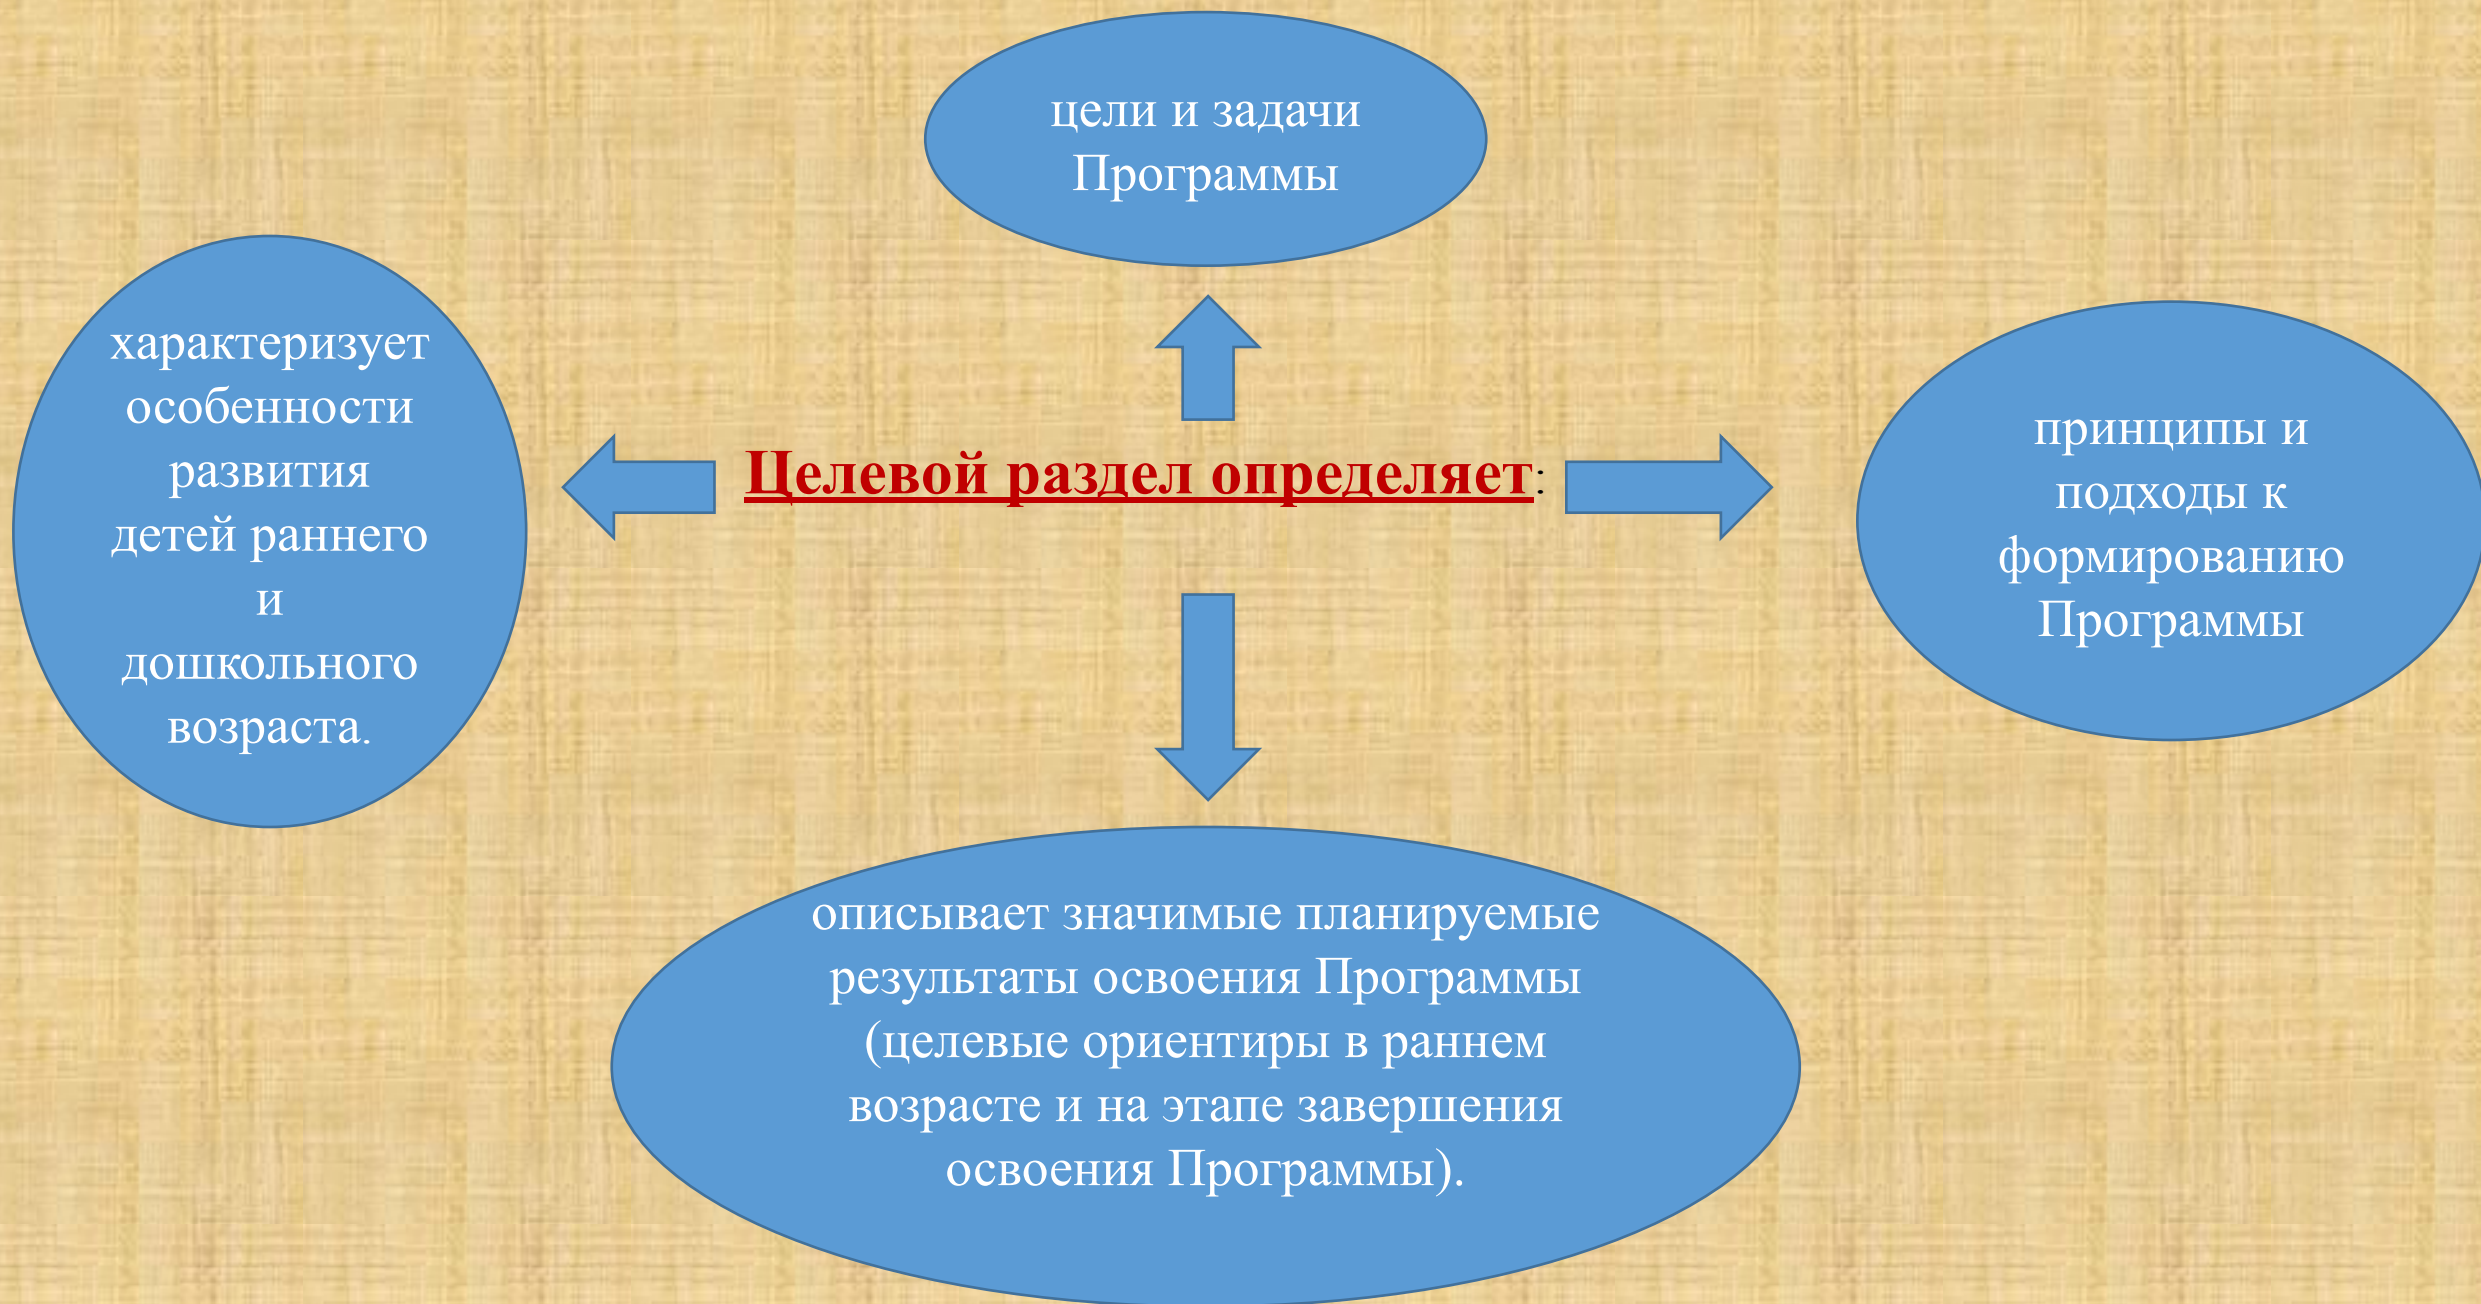 цели и задачи
Программы
характеризует
особенности
развития
детей раннего
и
дошкольного
возраста.
Целевой раздел определяет:
принципы и
подходы к
формированию
Программы
описывает значимые планируемые
результаты освоения Программы
(целевые ориентиры в раннем
возрасте и на этапе завершения
освоения Программы).